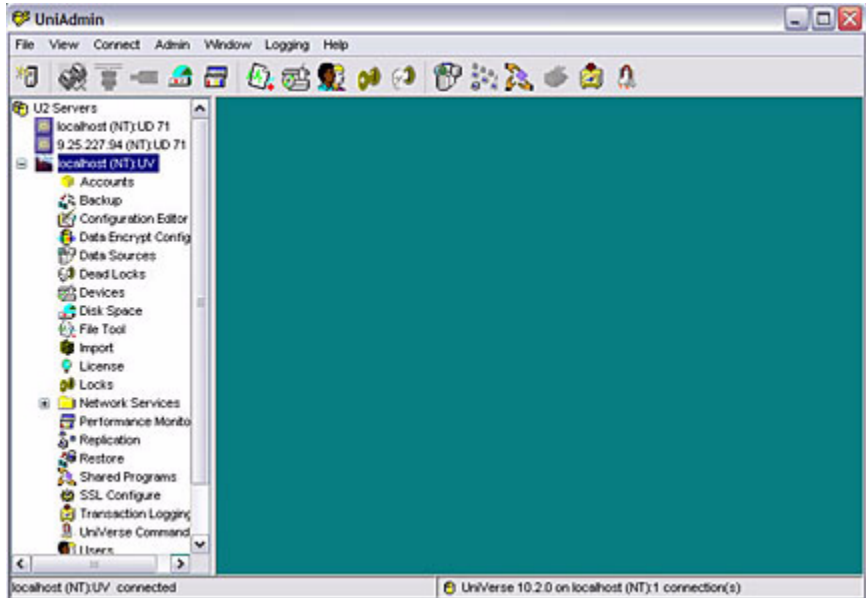 UniAdmin
File View Connect Admin Window Logging Help
U2 Servers
localhost (NT):UD 71
9.25.227.94 (NT):UD 71
localhost (NT):UV
Accounts
Backup
Configuration Editor
Data Encrypt Config
Data Sources
Dead Locks
Devices
Disk Space
File Tool
Import
License
Locks
Network Services
Performance Monito
Replication
Restore
Shared Programs
SSL Configure
Transaction Logging
UniVerse Command
Users
localhost (NT):UV connected
UniVerse 10.2.0 on localhost (NT):1 connection(s)